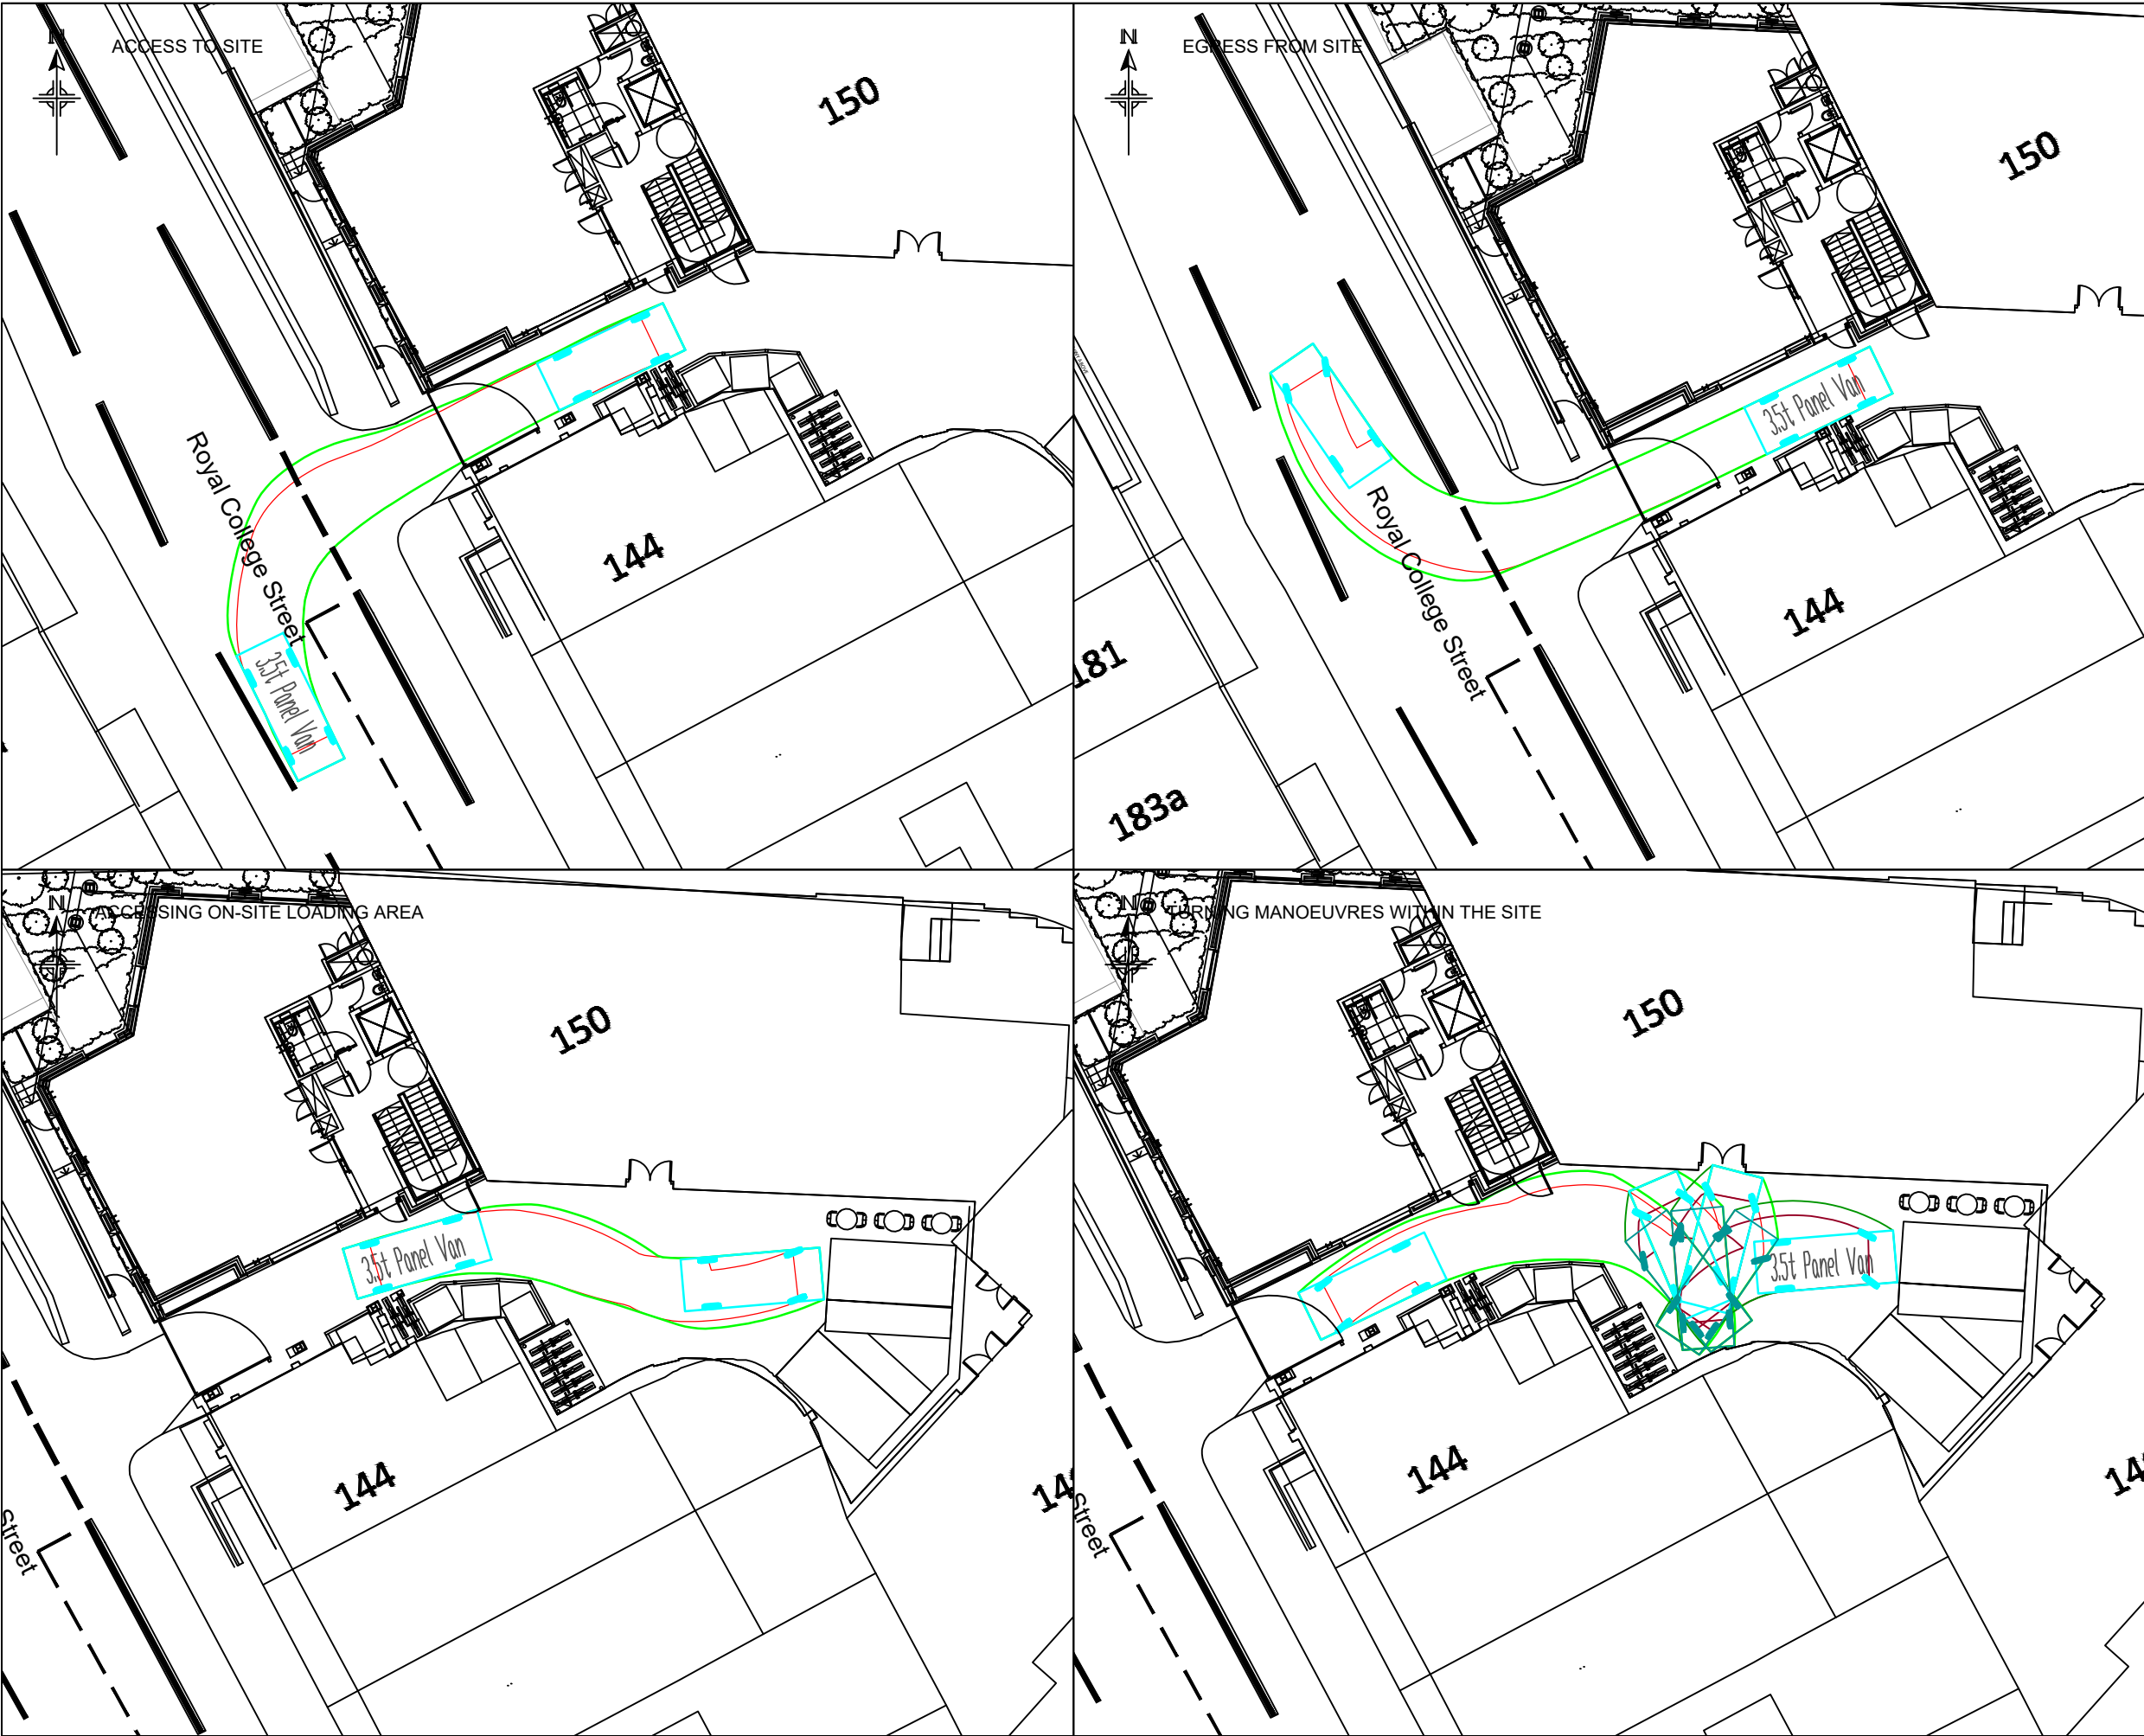 N
ACCESS TO SITE
150
Royal College Street
144
3.5t Panel Van
N
EGRESS FROM SITE
150
3.5t Panel Van
Royal College Street
144
181
183a
N
ACCESSING ON-SITE LOADING AREA
150
3.5t Panel Van
144
14
Street
N
TURNING MANOEUVRES WITHIN THE SITE
150
3.5t Panel Van
144
14
Street